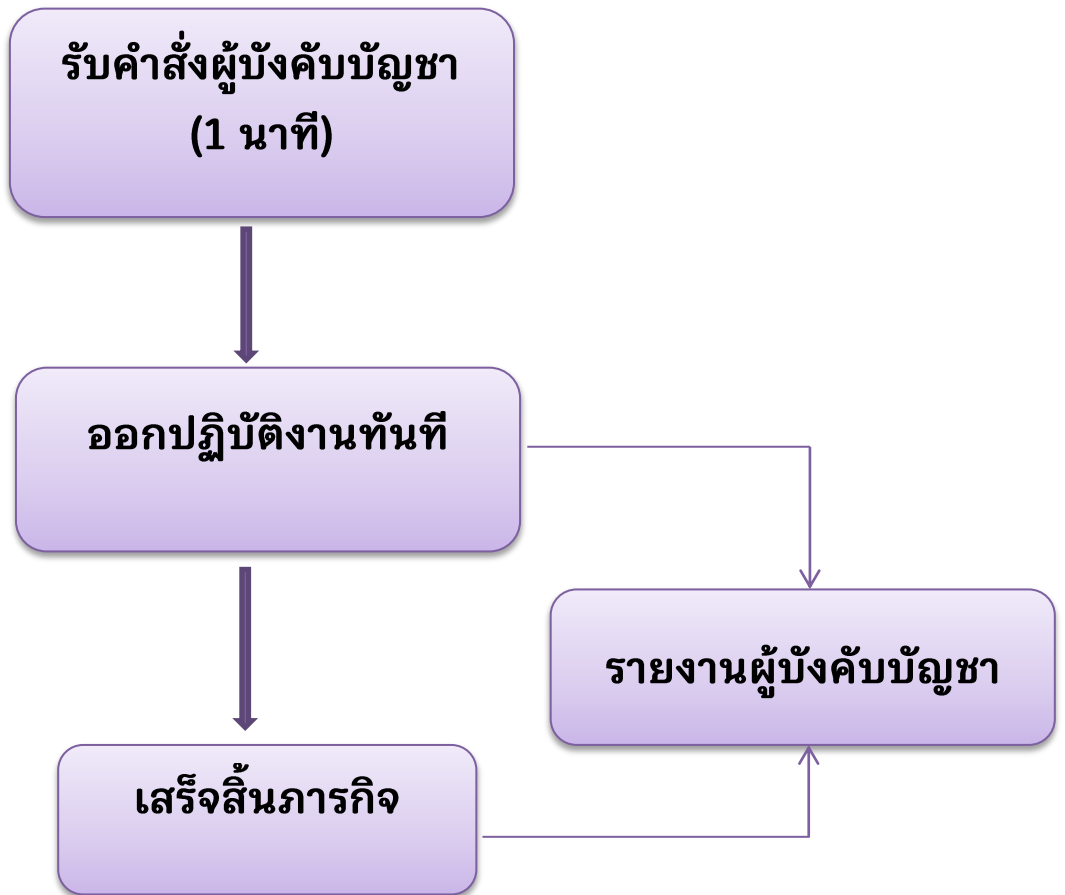 รับคำสั่งผู้บังคับบัญชา
(1 นาที)
ออกปฏิบัติงานทันที
รายงานผู้บังคับบัญชา
เสร็จสิ้นภารกิจ